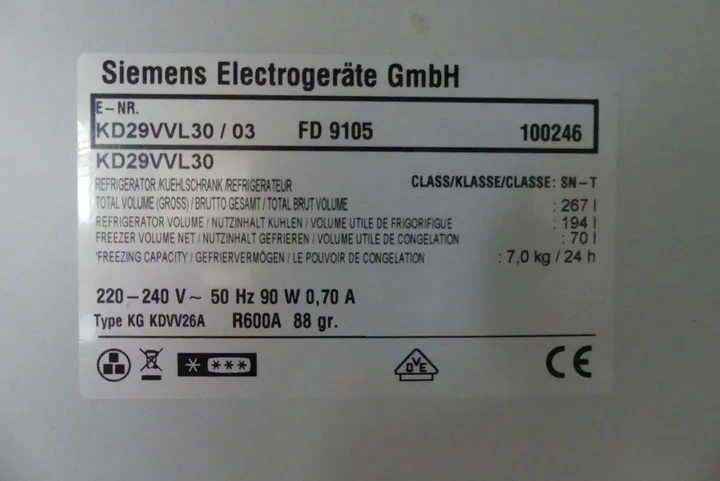 Siemens Electrogeräte GmbH
E-NR.
KD29VVL30 / 03 FD 9105 100246
KD29VVL30
REFRIGERATOR /KUEHLSCHRANK /REFRIGERATEUR CLASS/KLASSE/CLASSE: SN-T
TOTAL VOLUME (GROSS) / BRUTTO GESAMT / TOTAL BRUT VOLUME : 267 l
REFRIGERATOR VOLUME / NUTZINHALT KUHLEN / VOLUME UTILE DE FRIGORIFIGUE : 194 l
FREEZER VOLUME NET / NUTZINHALT GEFRIEREN / VOLUME UTILE DE CONGELATION : 70 l
*FREEZING CAPACITY / GEFRIERVERMÖGEN / LE POUVOIR DE CONGELATION : 7,0 kg / 24 h
220-240 V ~ 50 Hz 90 W 0,70 A
Type KG KDVV26A R600A 88 gr.
DVE CE